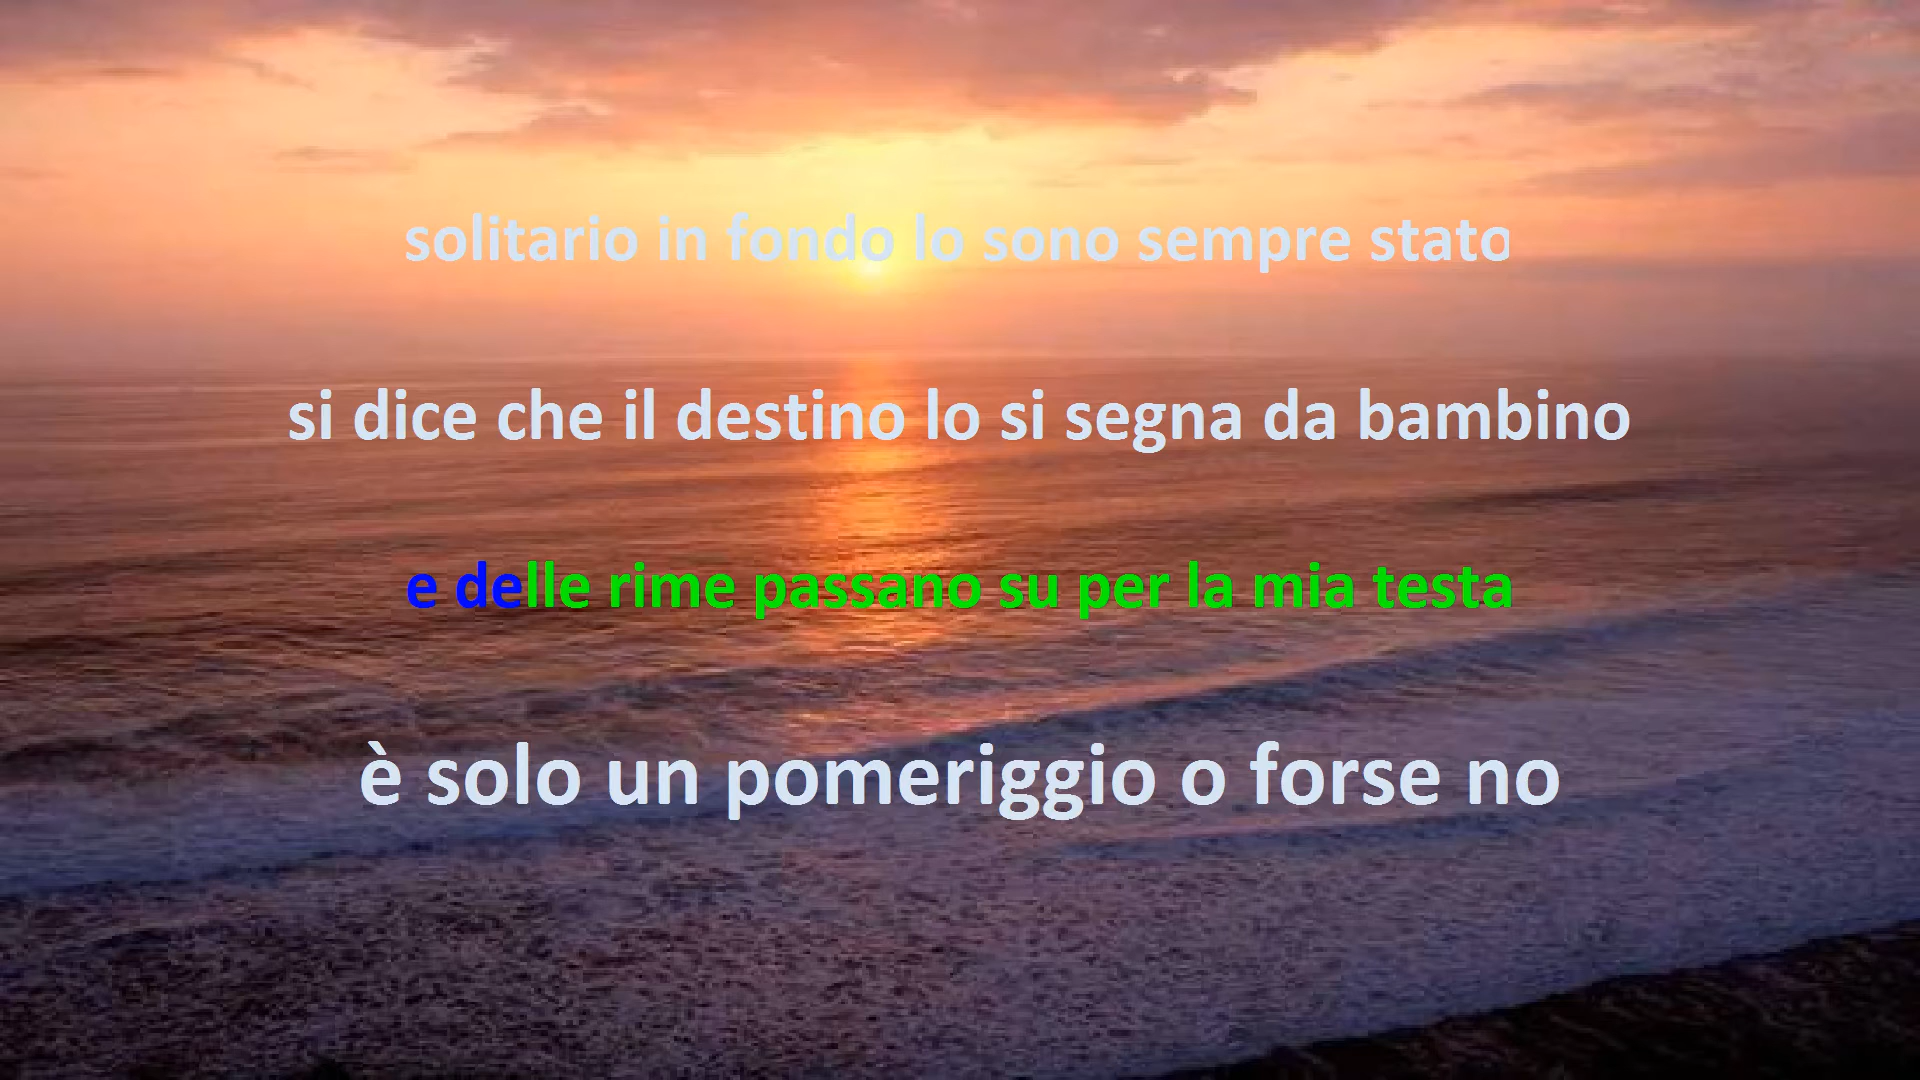 solitario in fondo lo sono sempre stato
si dice che il destino lo si segna da bambino
e delle rime passano su per la mia testa
è solo un pomeriggio o forse no